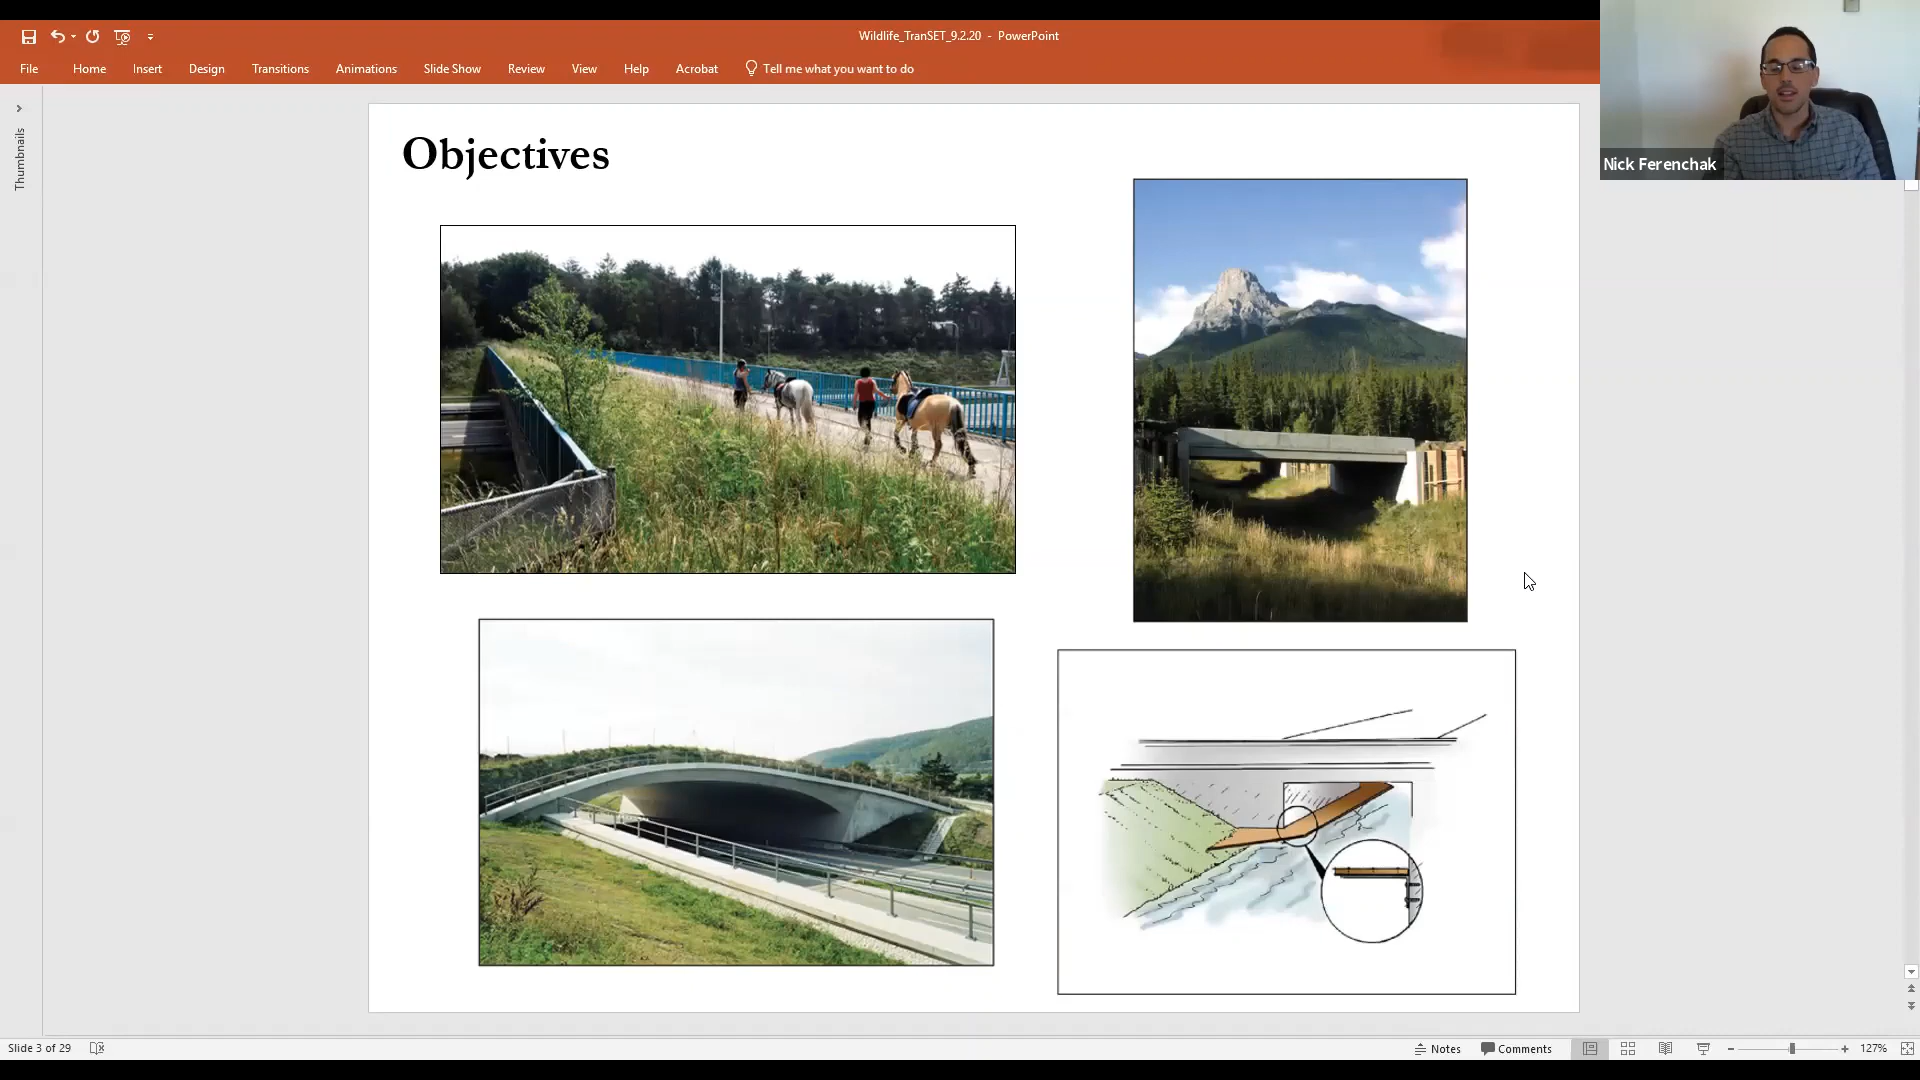 Wildlife_TranSET_9.2.20 - PowerPoint
File Home Insert Design Transitions Animations Slide Show Review View Help Acrobat Tell me what you want to do
Nick Ferenchak
Thumbnails
Objectives
Slide 3 of 29
Notes Comments 127%